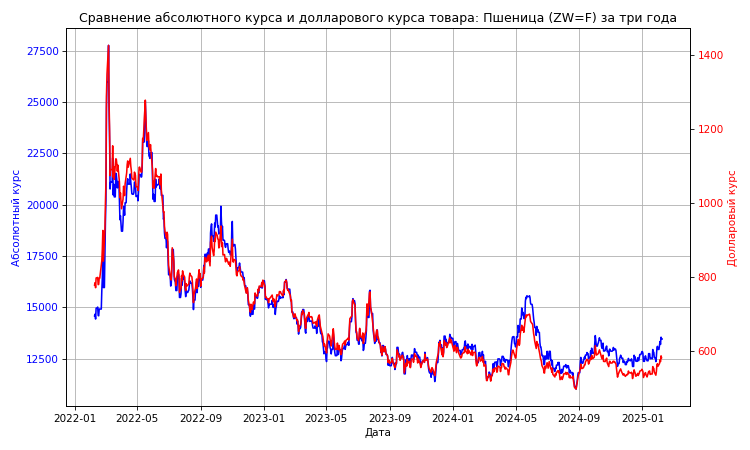 Сравнение абсолютного курса и долларового курса товара: Пшеница (ZW=F) за три года
27500
25000
22500
20000
17500
15000
12500
Абсолютный курс
1400
1200
1000
800
600
Долларовый курс
2022-01 2022-05 2022-09 2023-01 2023-05 2023-09 2024-01 2024-05 2024-09 2025-01
Дата